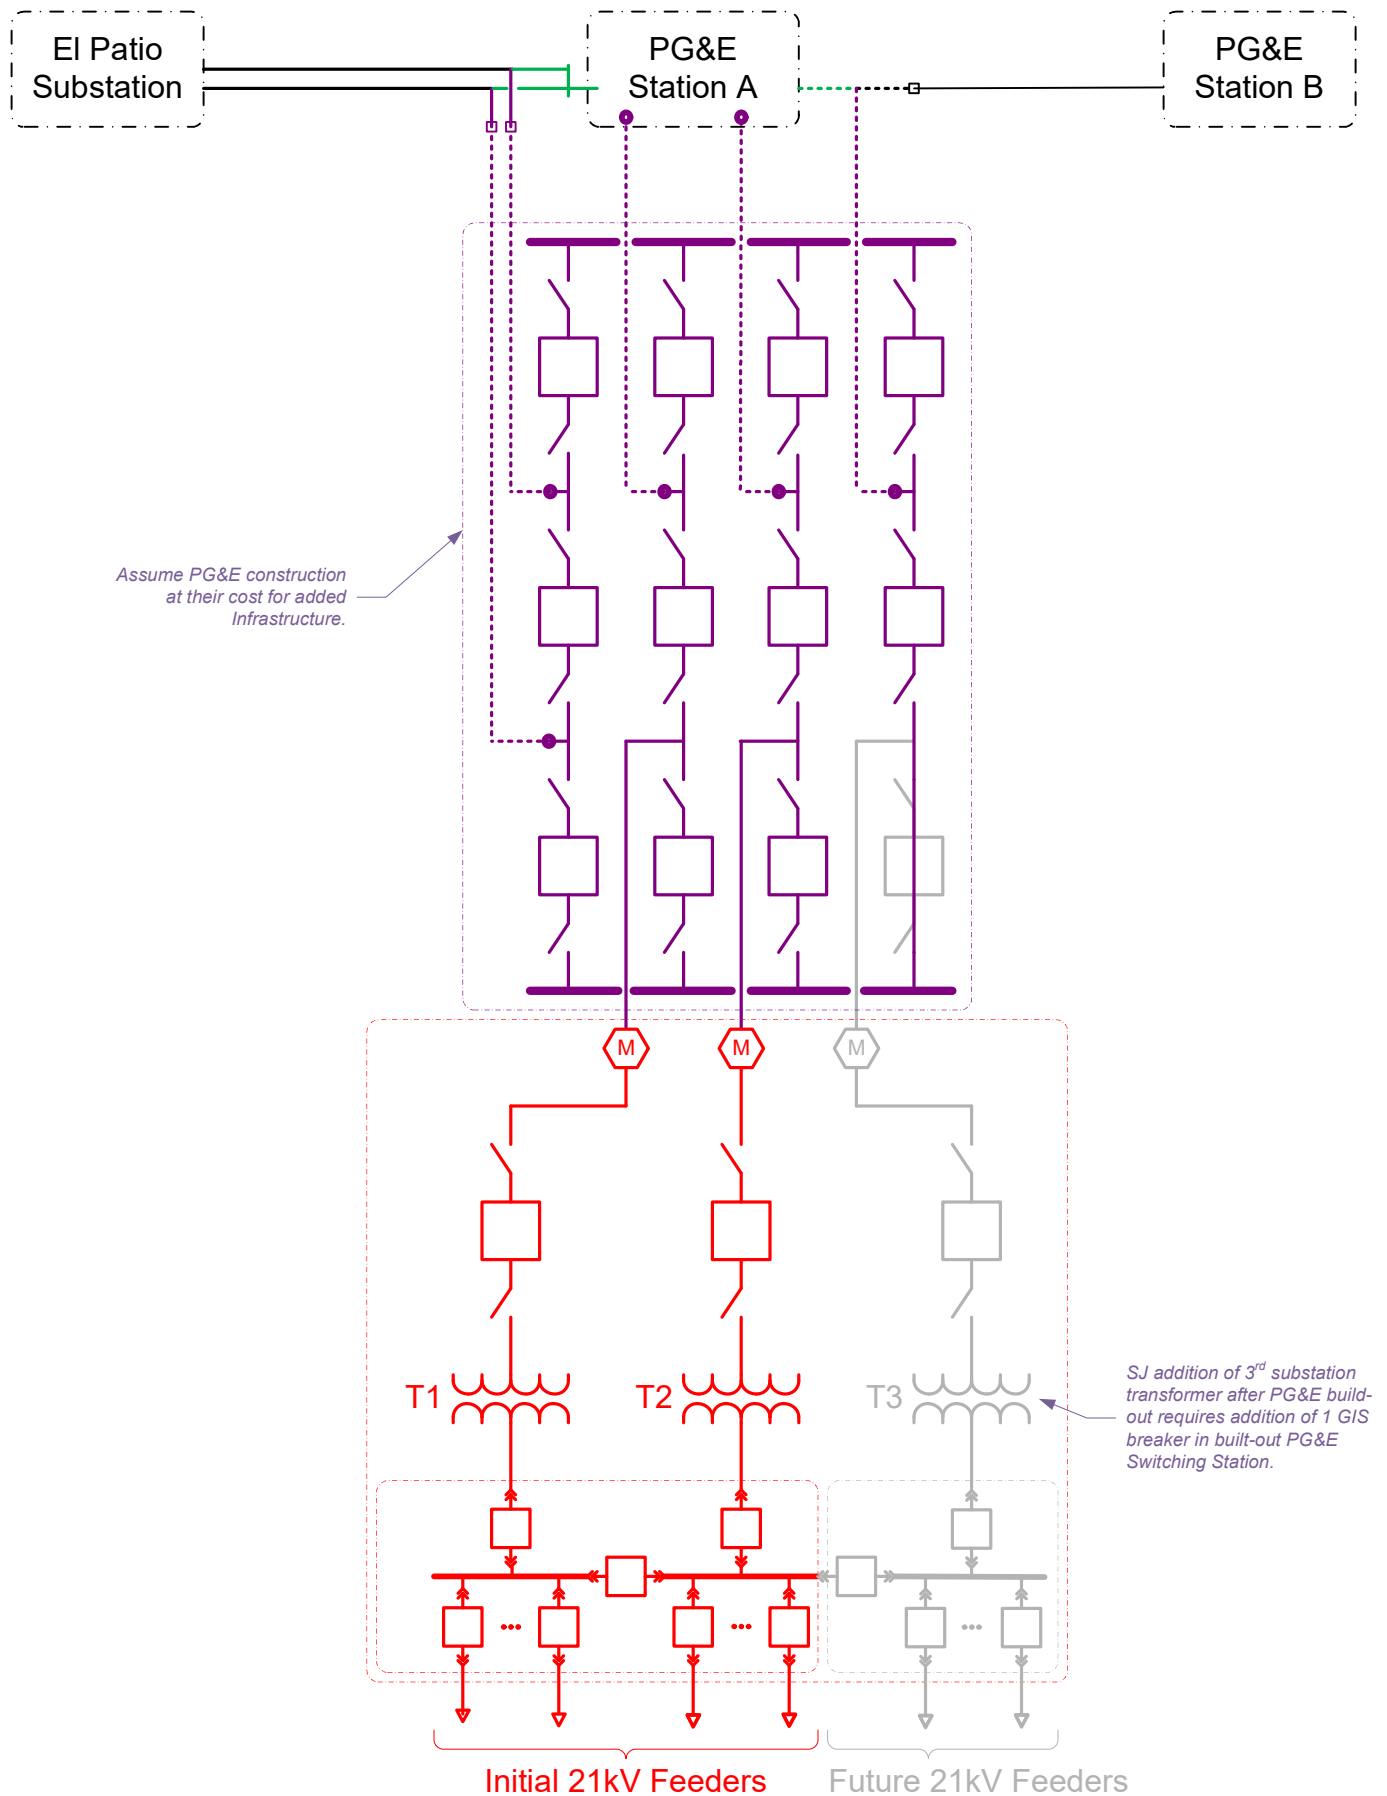 El Patio
Substation
PG&E
Station A
PG&E
Station B
Assume PG&E construction
at their cost for added
Infrastructure.
M
M
M
T1
T2
T3
SJ addition of 3rd substation
transformer after PG&E build-
out requires addition of 1 GIS
breaker in built-out PG&E
Switching Station.
...
...
...
Initial 21kV Feeders
Future 21kV Feeders